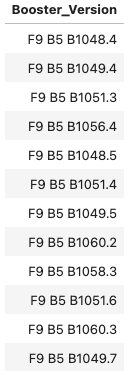 Booster_Version
F9 B5 B1048.4
F9 B5 B1049.4
F9 B5 B1051.3
F9 B5 B1056.4
F9 B5 B1048.5
F9 B5 B1051.4
F9 B5 B1049.5
F9 B5 B1060.2
F9 B5 B1058.3
F9 B5 B1051.6
F9 B5 B1060.3
F9 B5 B1049.7